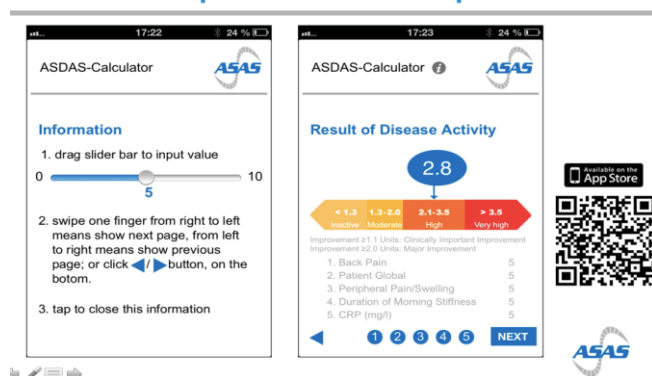 17:22
24 %
ASDAS-Calculator
ASAS
Information
1. drag slider bar to input value
0
10
5
2. swipe one finger from right to left
means show next page, from left
to right means show previous
page; or click ◀/ ▶ button, on the
botom.
3. tap to close this information
17:23
24 %
ASDAS-Calculator
ASAS
Result of Disease Activity
2.8
< 1.3 1.3-2.0 2.1-3.5 > 3.5
Inactive Moderate High Very high
Improvement ≥1.1 Units: Clinically Important Improvement
Improvement ≥2.0 Units: Major Improvement
1. Back Pain 5
2. Patient Global 5
3. Peripheral Pain/Swelling 5
4. Duration of Morning Stiffness 5
5. CRP (mg/l) 5
1 2 3 4 5 NEXT
Available on the
App Store
ASAS